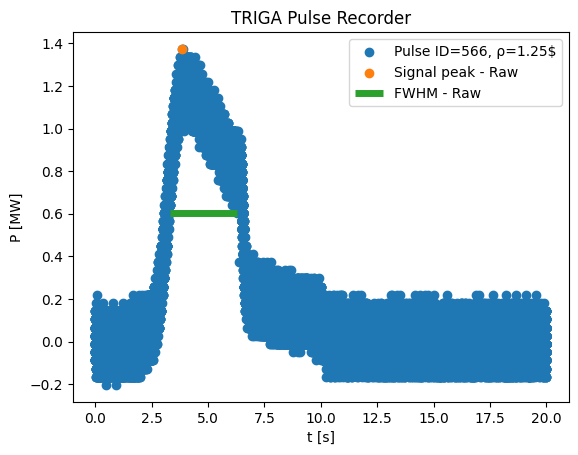 TRIGA Pulse Recorder
Pulse ID=566, ρ=1.25$
Signal peak - Raw
FWHM - Raw
P [MW]
1.4
1.2
1.0
0.8
0.6
0.4
0.2
0.0
−0.2
0.0 2.5 5.0 7.5 10.0 12.5 15.0 17.5 20.0
t [s]